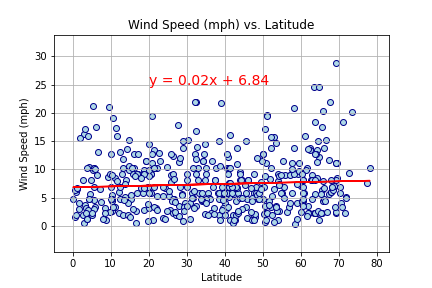 Wind Speed (mph) vs. Latitude
30
25
20
15
10
5
0
Wind Speed (mph)
y = 0.02x + 6.84
0 10 20 30 40 50 60 70 80
Latitude